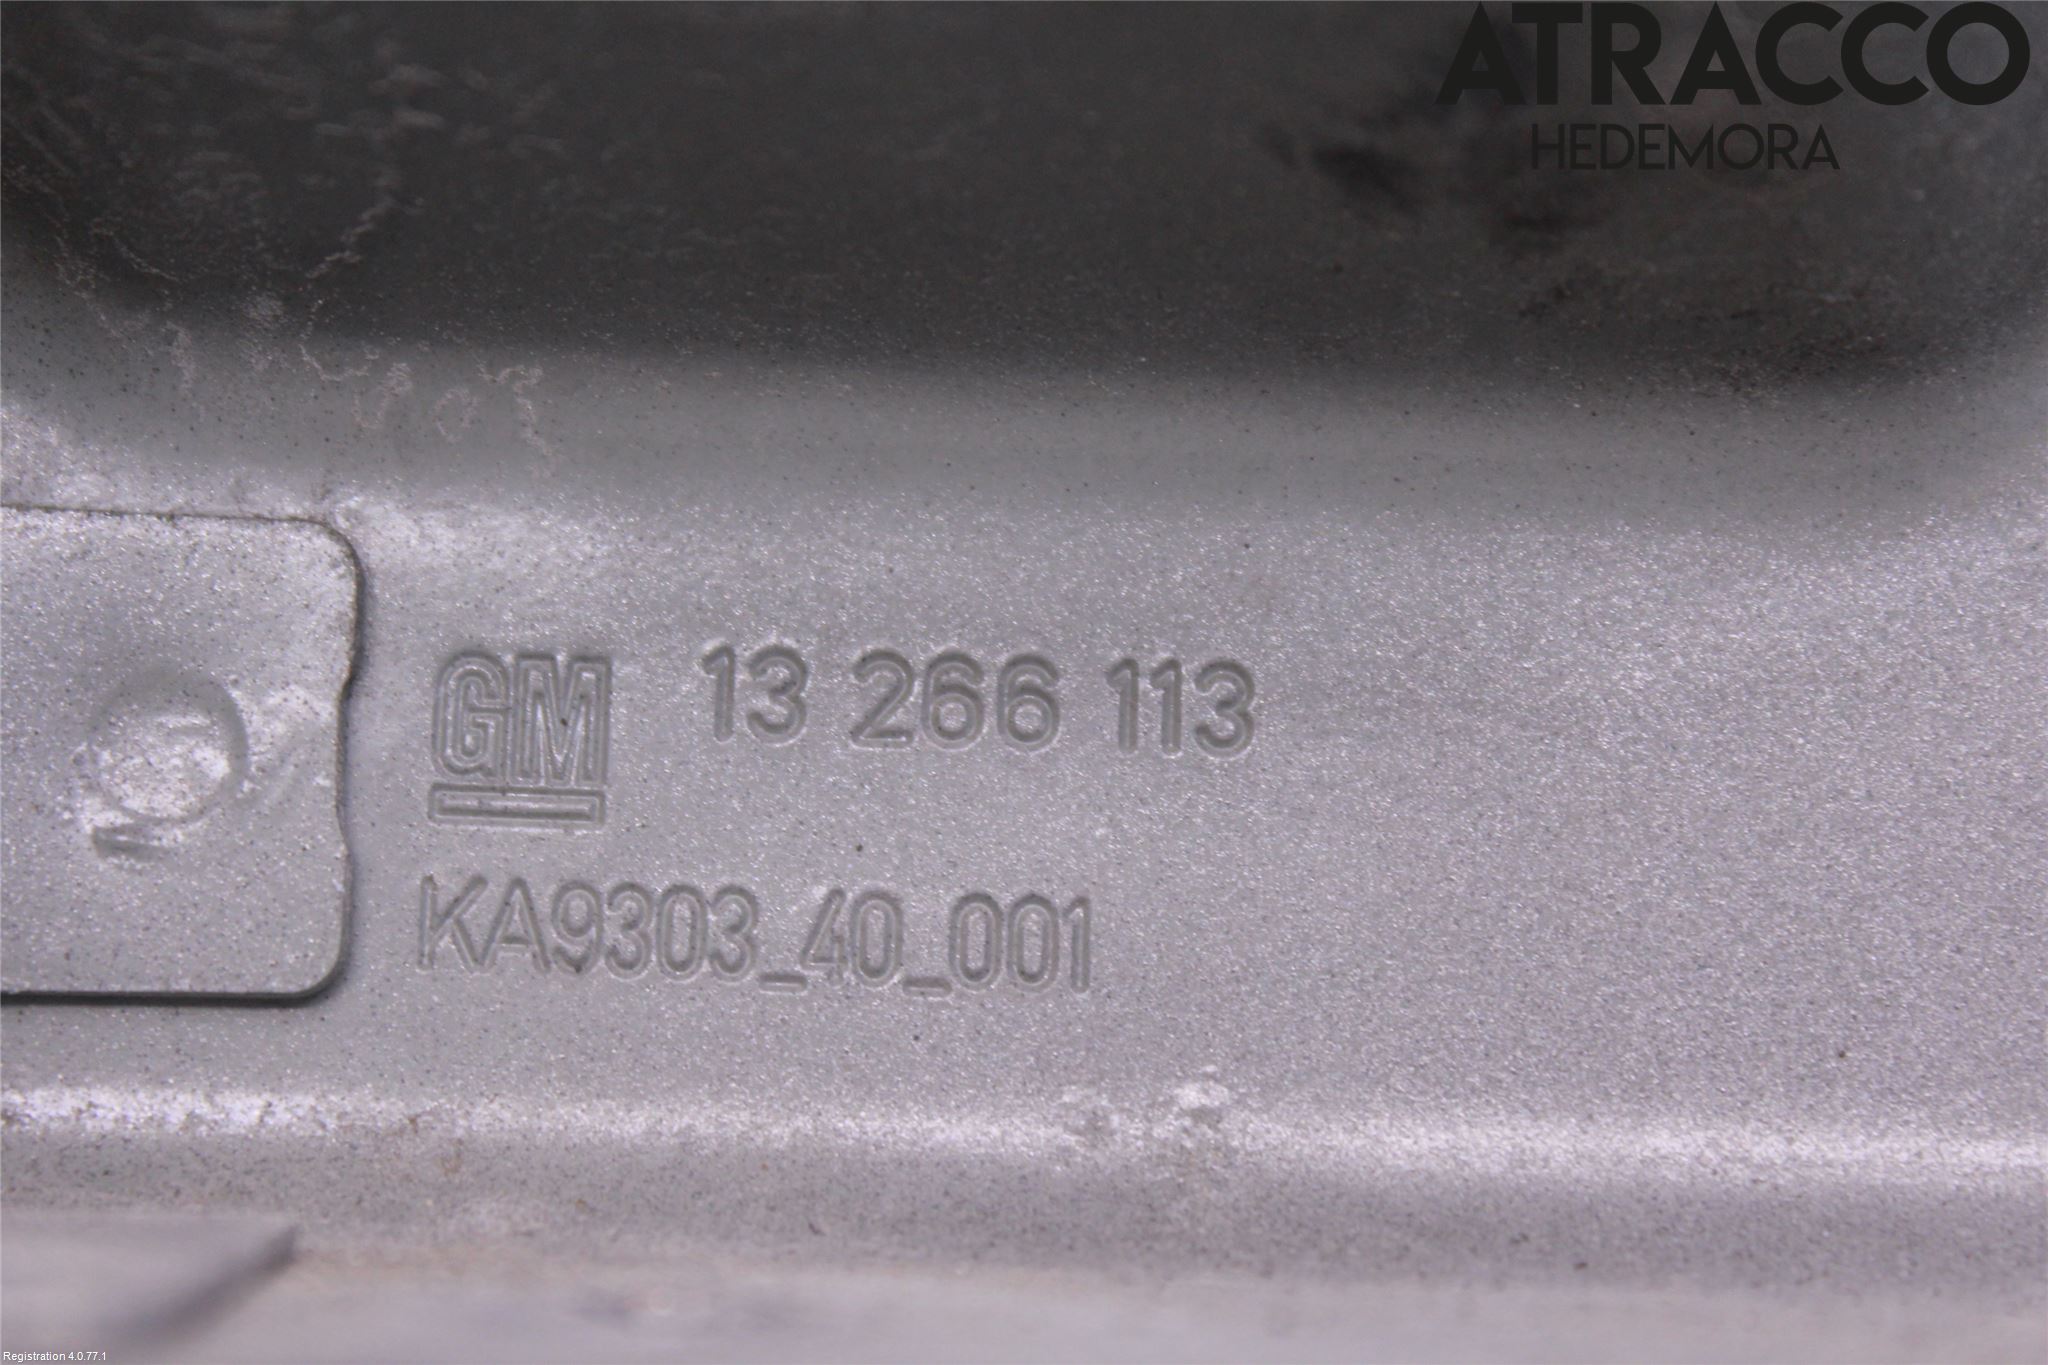 ATRACCO
HEDEMORA
GM 13 266 113
KA9303_40_001
Registration 4.0.77.1